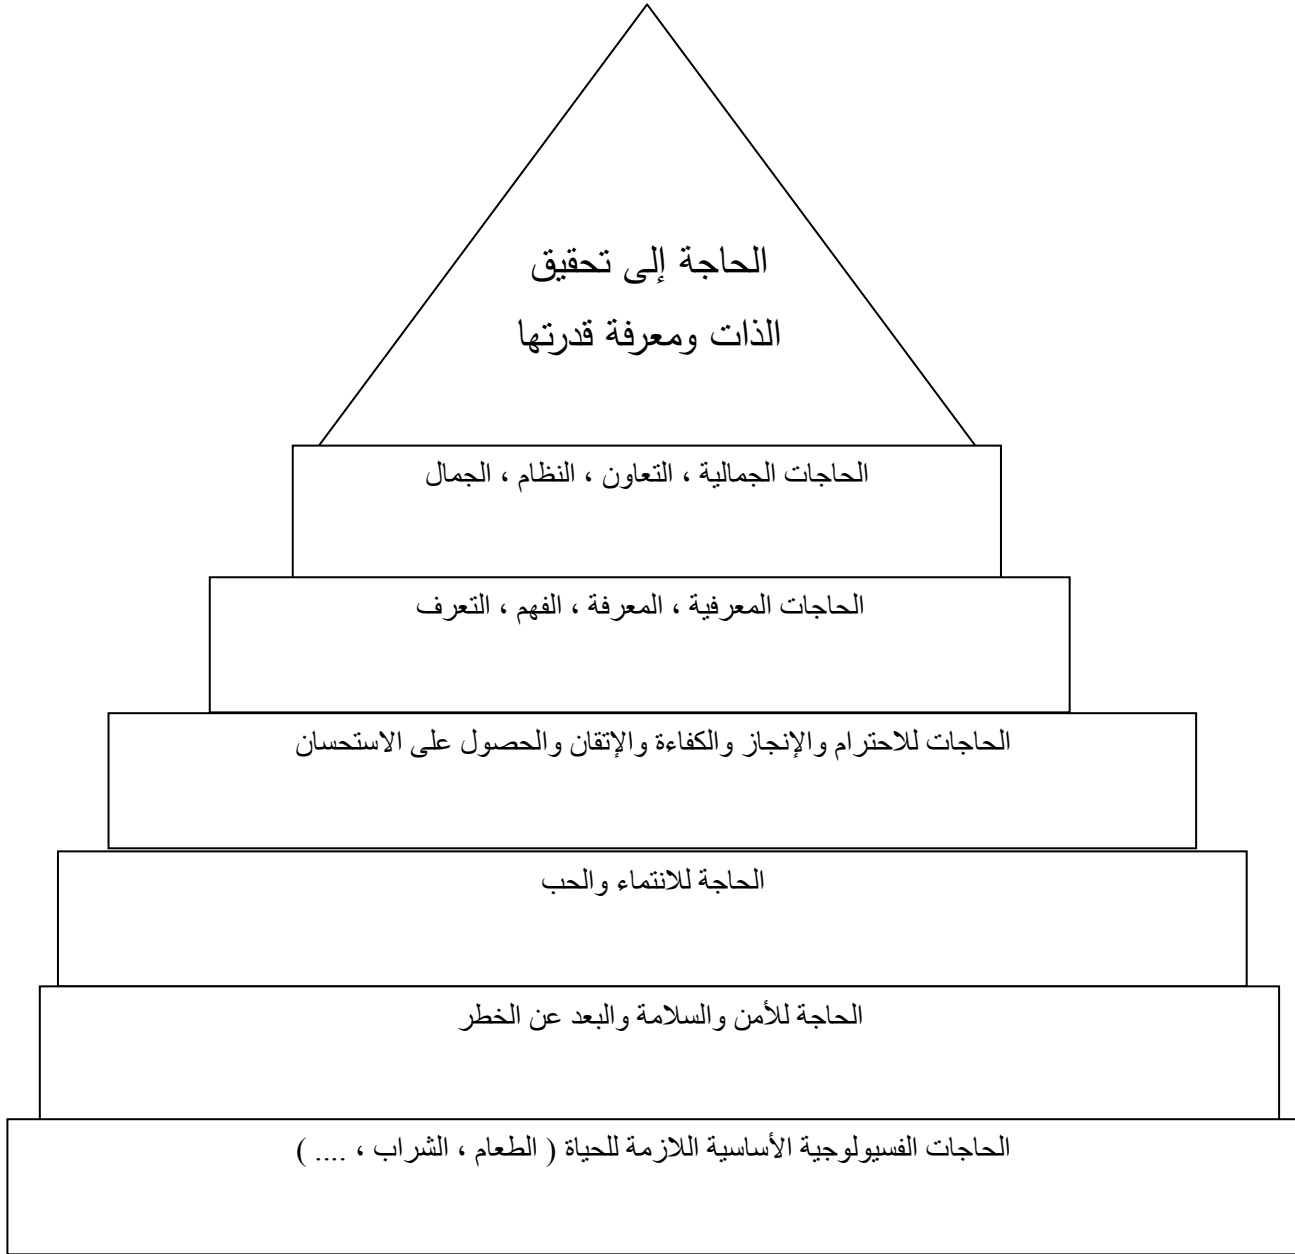 الحاجة إلى تحقيق
الذات ومعرفة قدرتها
الحاجات الجمالية ، التعاون ، النظام ، الجمال
الحاجات المعرفية ، المعرفة ، الفهم ، التعرف
الحاجات للاحترام والإنجاز والكفاءة والإتقان والحصول على الاستحسان
الحاجة للانتماء والحب
الحاجة للأمن والسلامة والبعد عن الخطر
الحاجات الفسيولوجية الأساسية اللازمة للحياة ( الطعام ، الشراب ، .... )